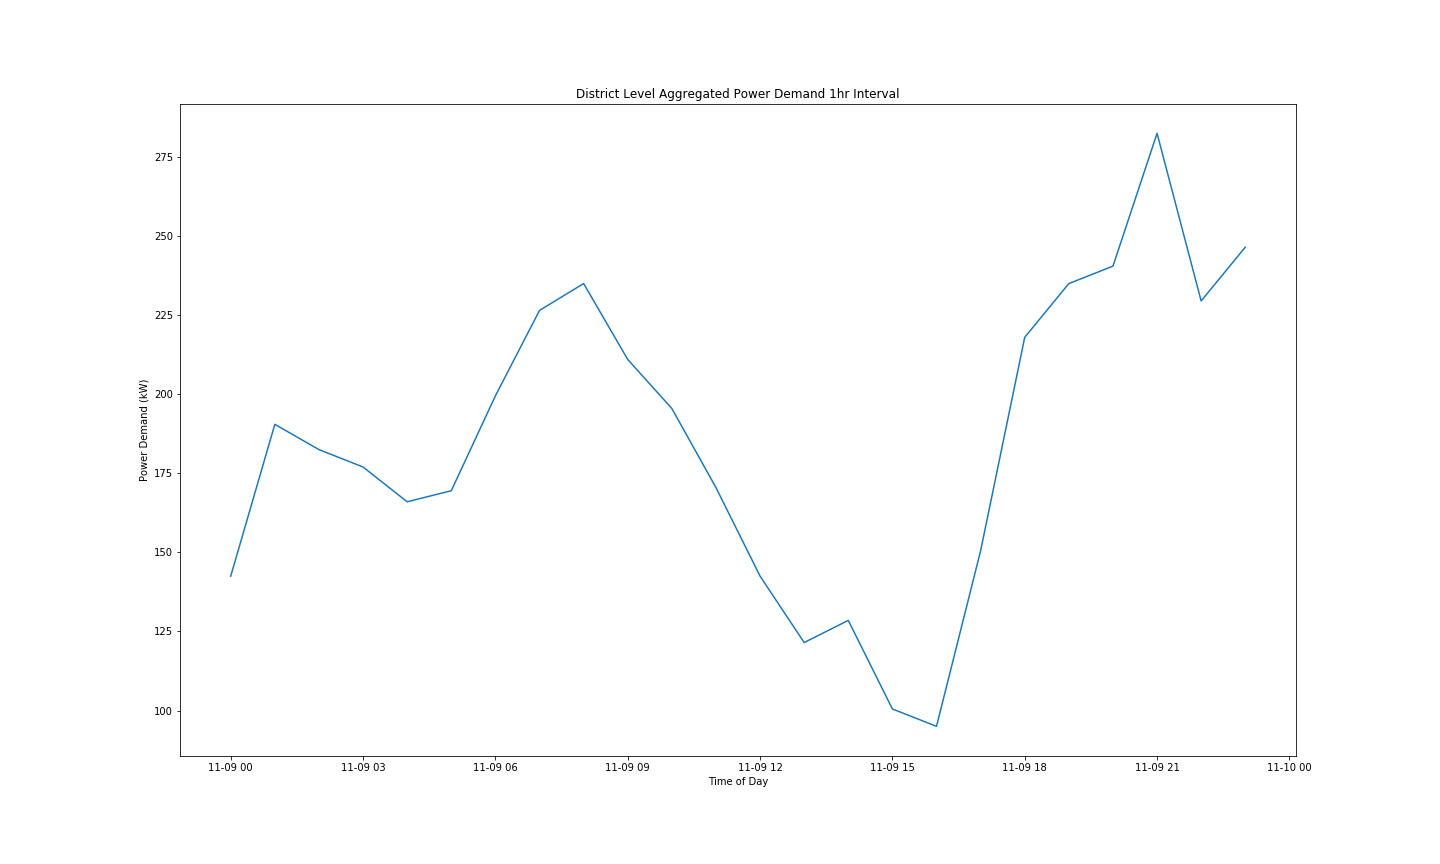 District Level Aggregated Power Demand 1hr Interval
275
250
225
200
175
150
125
100
Power Demand (kW)
11-09 00 11-09 03 11-09 06 11-09 09 11-09 12 11-09 15 11-09 18 11-09 21 11-10 00
Time of Day